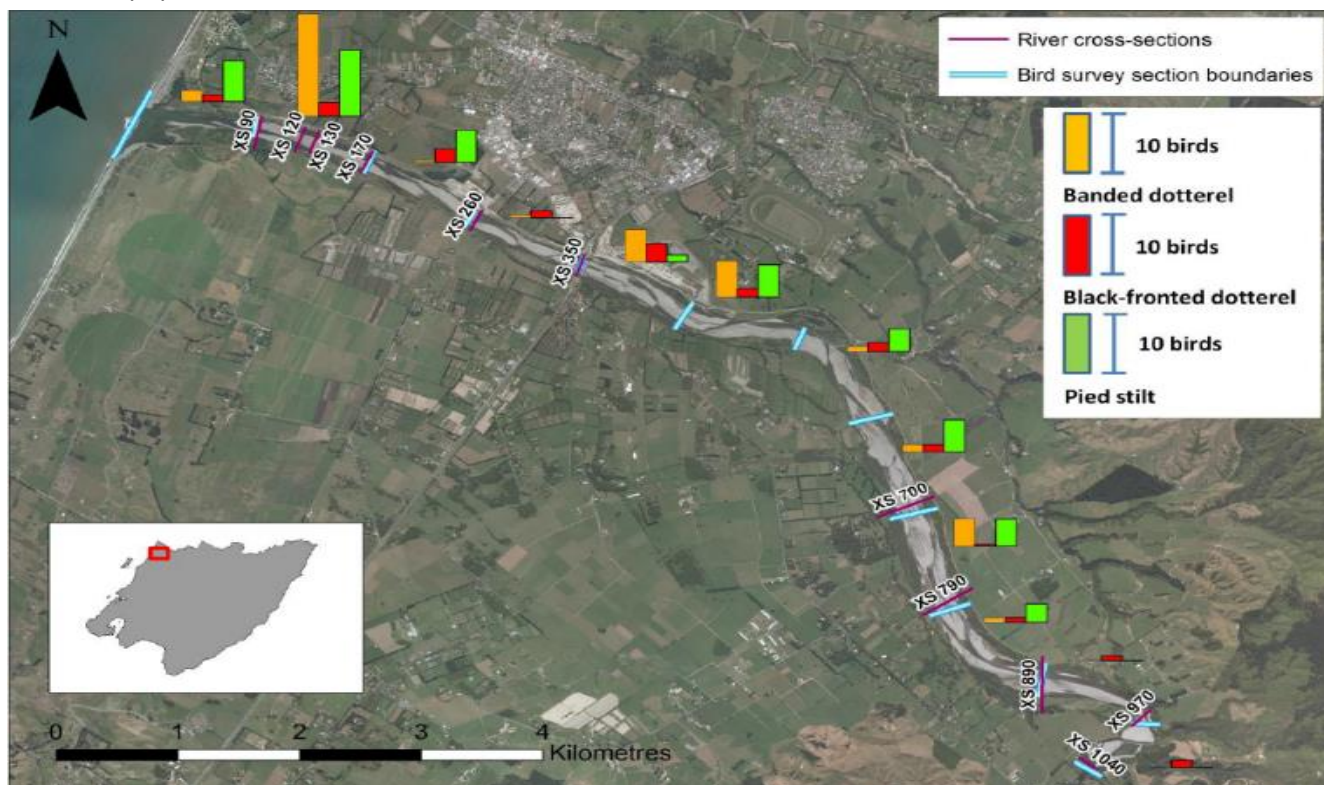 N
River cross-sections
Bird survey section boundaries
10 birds
Banded dotterel
10 birds
Black-fronted dotterel
10 birds
Pied stilt
XS 90
XS 120
XS 130
XS 170
XS 260
XS 350
XS 700
XS 790
XS 890
XS 970
XS 1040
0 1 2 3 4
Kilometres